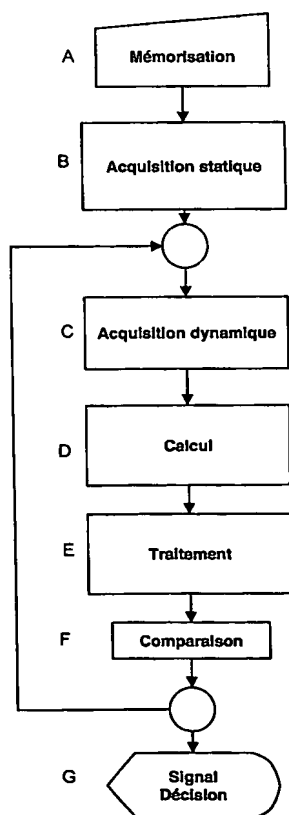 A
Mémorisation
B
Acquisition statique
C
Acquisition dynamique
D
Calcul
E
Traitement
F
Comparaison
G
Signal
Décision